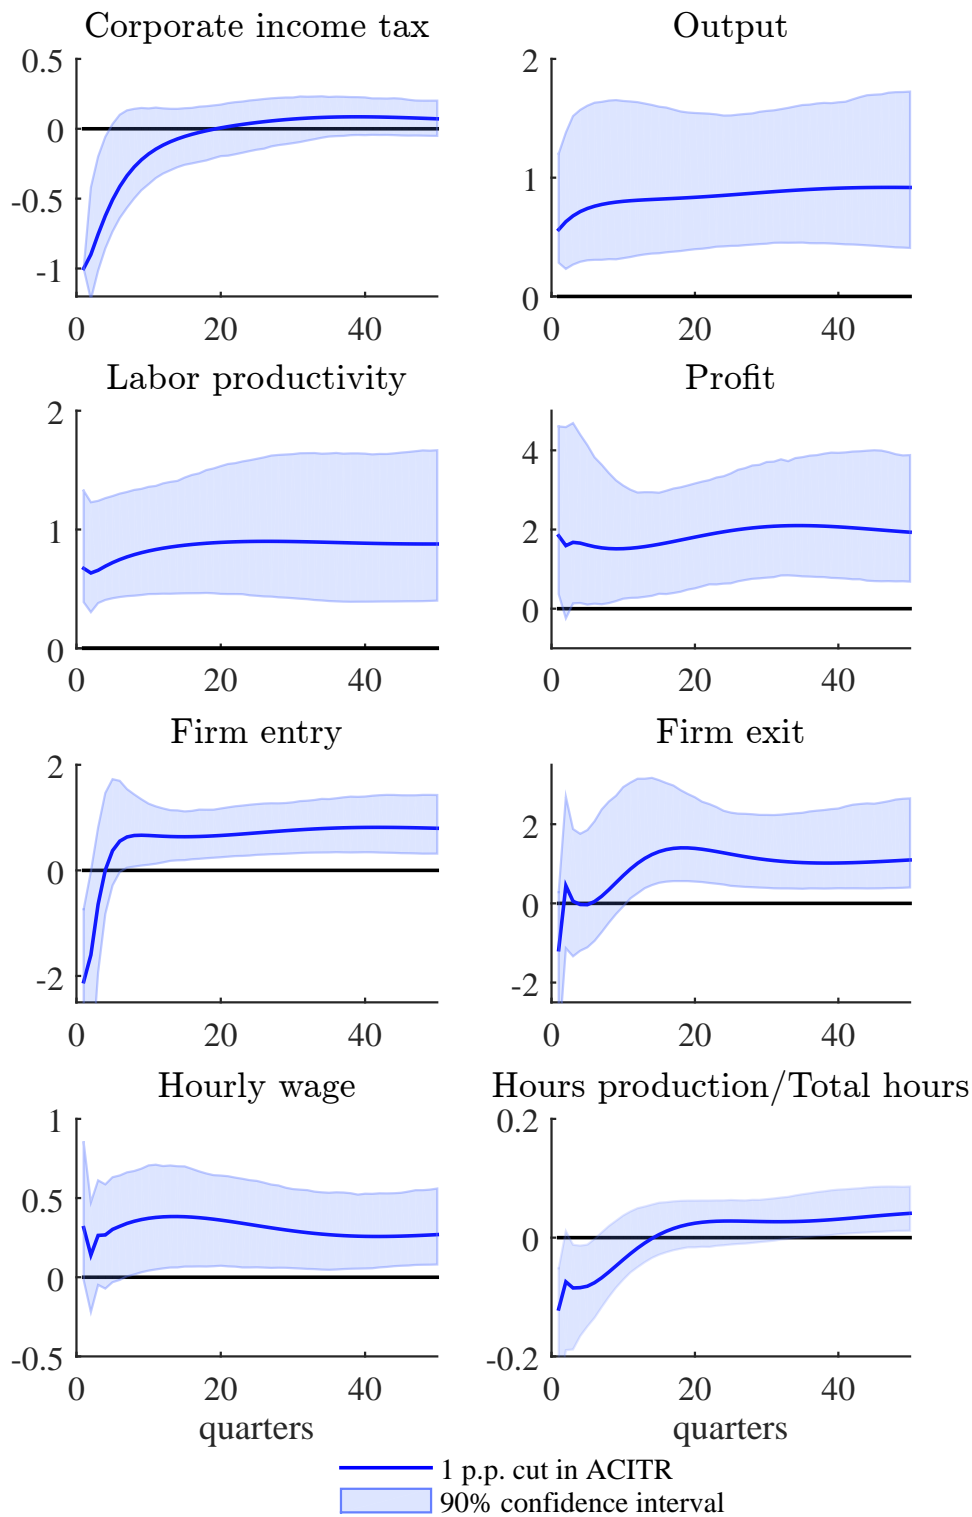 Corporate income tax
0.5
0
-0.5
-1
0 20 40
Output
2
1
0
0 20 40
Labor productivity
2
1
0
0 20 40
Profit
4
2
0
0 20 40
Firm entry
2
0
-2
0 20 40
Firm exit
2
0
-2
0 20 40
Hourly wage
1
0.5
0
-0.5
0 20 40
quarters
Hours production/Total hours
0.2
0
-0.2
0 20 40
quarters
1 p.p. cut in ACITR
90% confidence interval